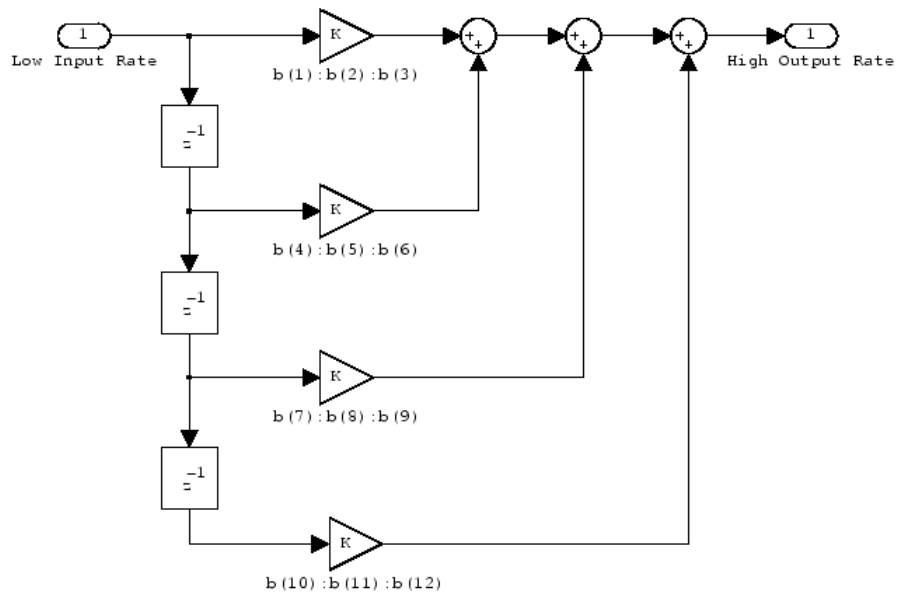 1
Low Input Rate
K
b(1):b(2):b(3)
+
+
+
+
+
+
1
High Output Rate
z^-1
K
b(4):b(5):b(6)
z^-1
K
b(7):b(8):b(9)
z^-1
K
b(10):b(11):b(12)